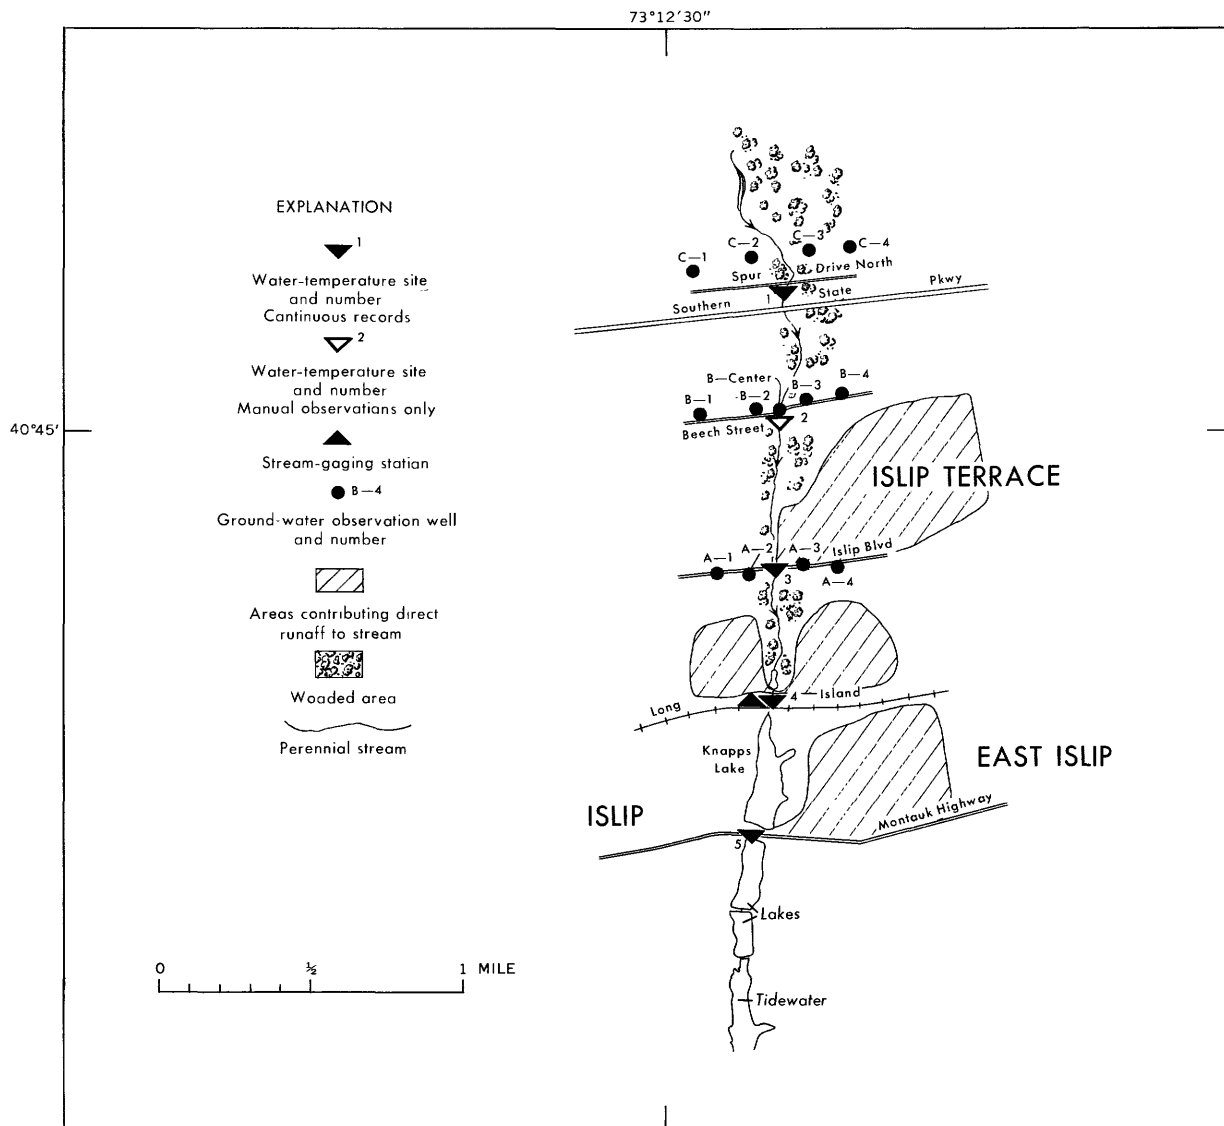 73°12'30"
EXPLANATION
1
Water-temperature site
and number
Cantinuous records
2
Water-temperature site
and number
Manual observations only
Stream-gaging station
B—4
Ground-water observation well
and number
Areas contributing direct
runoff to stream
Woaded area
Perennial stream
40°45'
C—1
C—2
C—3
C—4
Spur
Drive North
1
State
Southern
Pkwy
B—Center
B—1
B—2
B—3
B—4
Beech Street
2
ISLIP TERRACE
A—1
A—2
A—3
Islip Blvd
3
A—4
4
Island
Long
Knapps
Lake
EAST ISLIP
ISLIP
Montauk Highway
5
Lakes
Tidewater
0
½
1 MILE